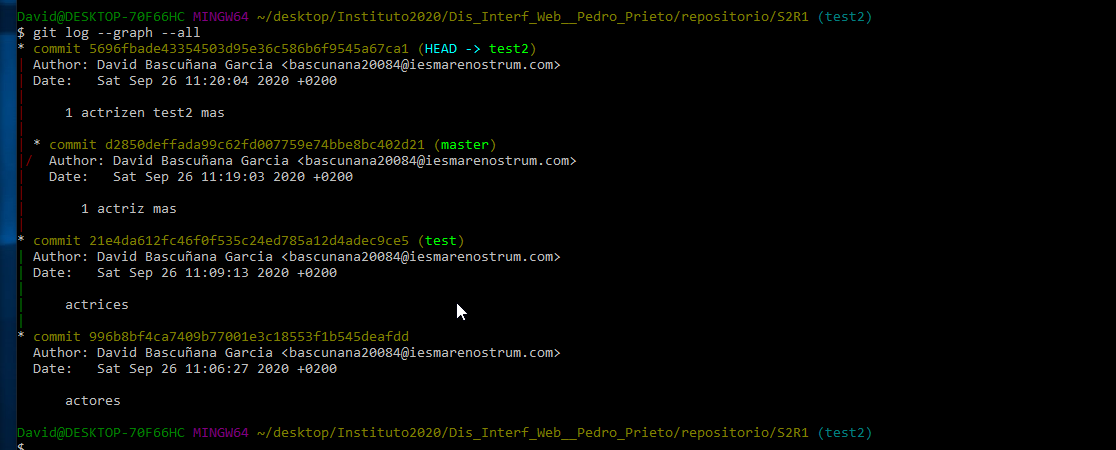 David@DESKTOP-70F66HC MINGW64 ~/desktop/Instituto2020/Dis_Interf_Web__Pedro_Prieto/repositorio/S2R1 (test2)
$ git log --graph --all
* commit 5696fbade43354503d95e36c586b6f9545a67ca1 (HEAD -> test2)
| Author: David Bascuñana Garcia <bascunana20084@iesmarenostrum.com>
| Date:   Sat Sep 26 11:20:04 2020 +0200
|
|     1 actrizen test2 mas
|
| * commit d2850deffada99c62fd007759e74bbe8bc402d21 (master)
|/  Author: David Bascuñana Garcia <bascunana20084@iesmarenostrum.com>
|   Date:   Sat Sep 26 11:19:03 2020 +0200
|
|       1 actriz mas
|
* commit 21e4da612fc46f0f535c24ed785a12d4adec9ce5 (test)
| Author: David Bascuñana Garcia <bascunana20084@iesmarenostrum.com>
| Date:   Sat Sep 26 11:09:13 2020 +0200
|
|     actrices
|
* commit 996b8bf4ca7409b77001e3c18553f1b545deafdd
  Author: David Bascuñana Garcia <bascunana20084@iesmarenostrum.com>
  Date:   Sat Sep 26 11:06:27 2020 +0200

      actores

David@DESKTOP-70F66HC MINGW64 ~/desktop/Instituto2020/Dis_Interf_Web__Pedro_Prieto/repositorio/S2R1 (test2)
$